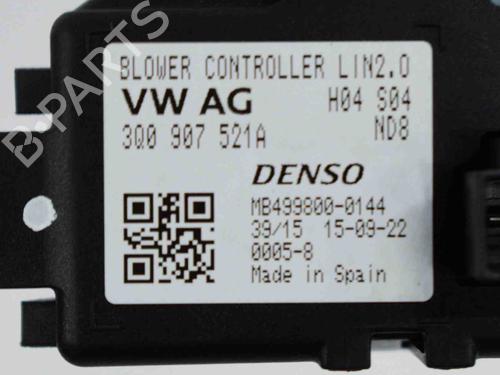 BLOWER CONTROLLER LIN2.0
VW AG H04 S04
3Q0 907 521A ND8
DENSO
MB499800-0144
39/15 15-09-22
0005-8
Made in Spain
B-PARTS